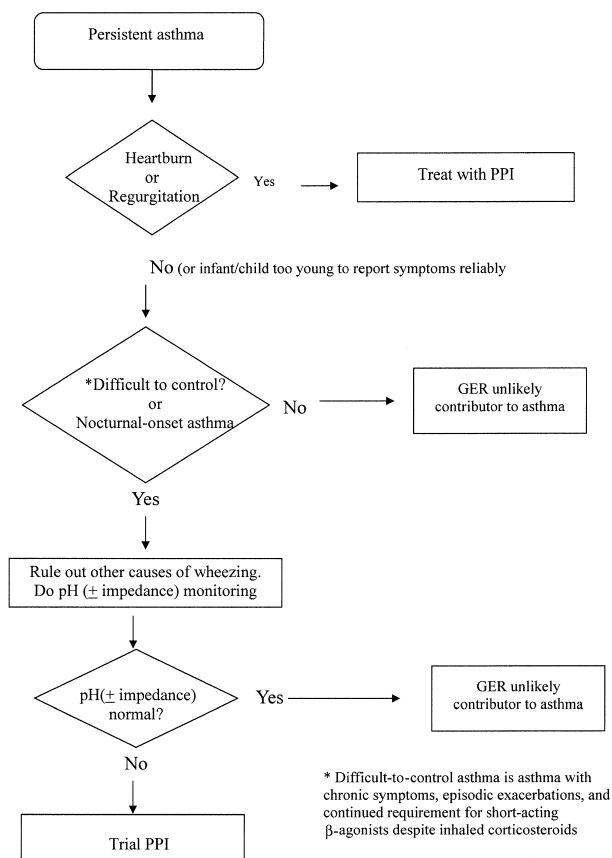 Persistent asthma
Heartburn
or
Regurgitation
Yes
Treat with PPI
No (or infant/child too young to report symptoms reliably
*Difficult to control?
or
Nocturnal-onset asthma
No
GER unlikely
contributor to asthma
Yes
Rule out other causes of wheezing.
Do pH (± impedance) monitoring
pH(± impedance)
normal?
Yes
GER unlikely
contributor to asthma
No
* Difficult-to-control asthma is asthma with
chronic symptoms, episodic exacerbations, and
continued requirement for short-acting
β-agonists despite inhaled corticosteroids
Trial PPI